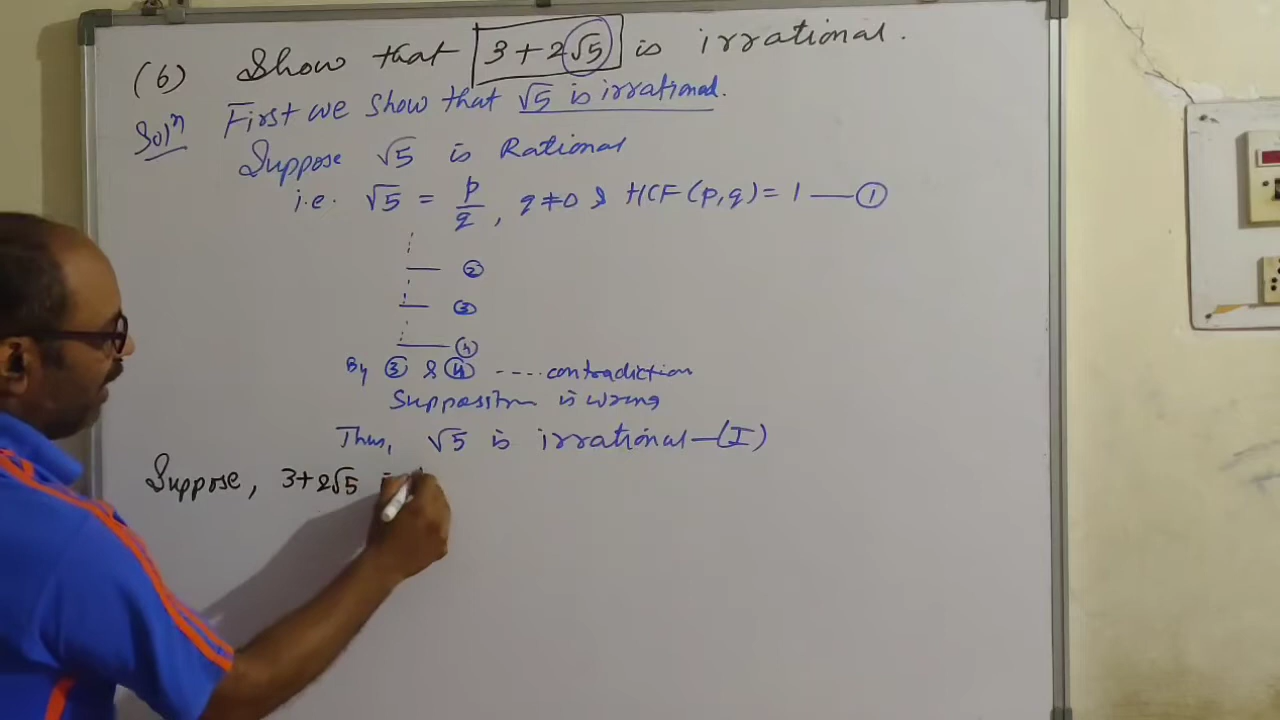 (6) Show that 3 + 2√5 is irrational.
Solⁿ First we show that √5 is irrational.
Suppose √5 is Rational
i.e. √5 = p/q, q≠0 & HCF(p,q) = 1 — ①
— ②
— ③
— ④
By ③ & ④ ---- contradiction
Supposition is wrong
Thus, √5 is irrational — (I)
Suppose, 3+2√5